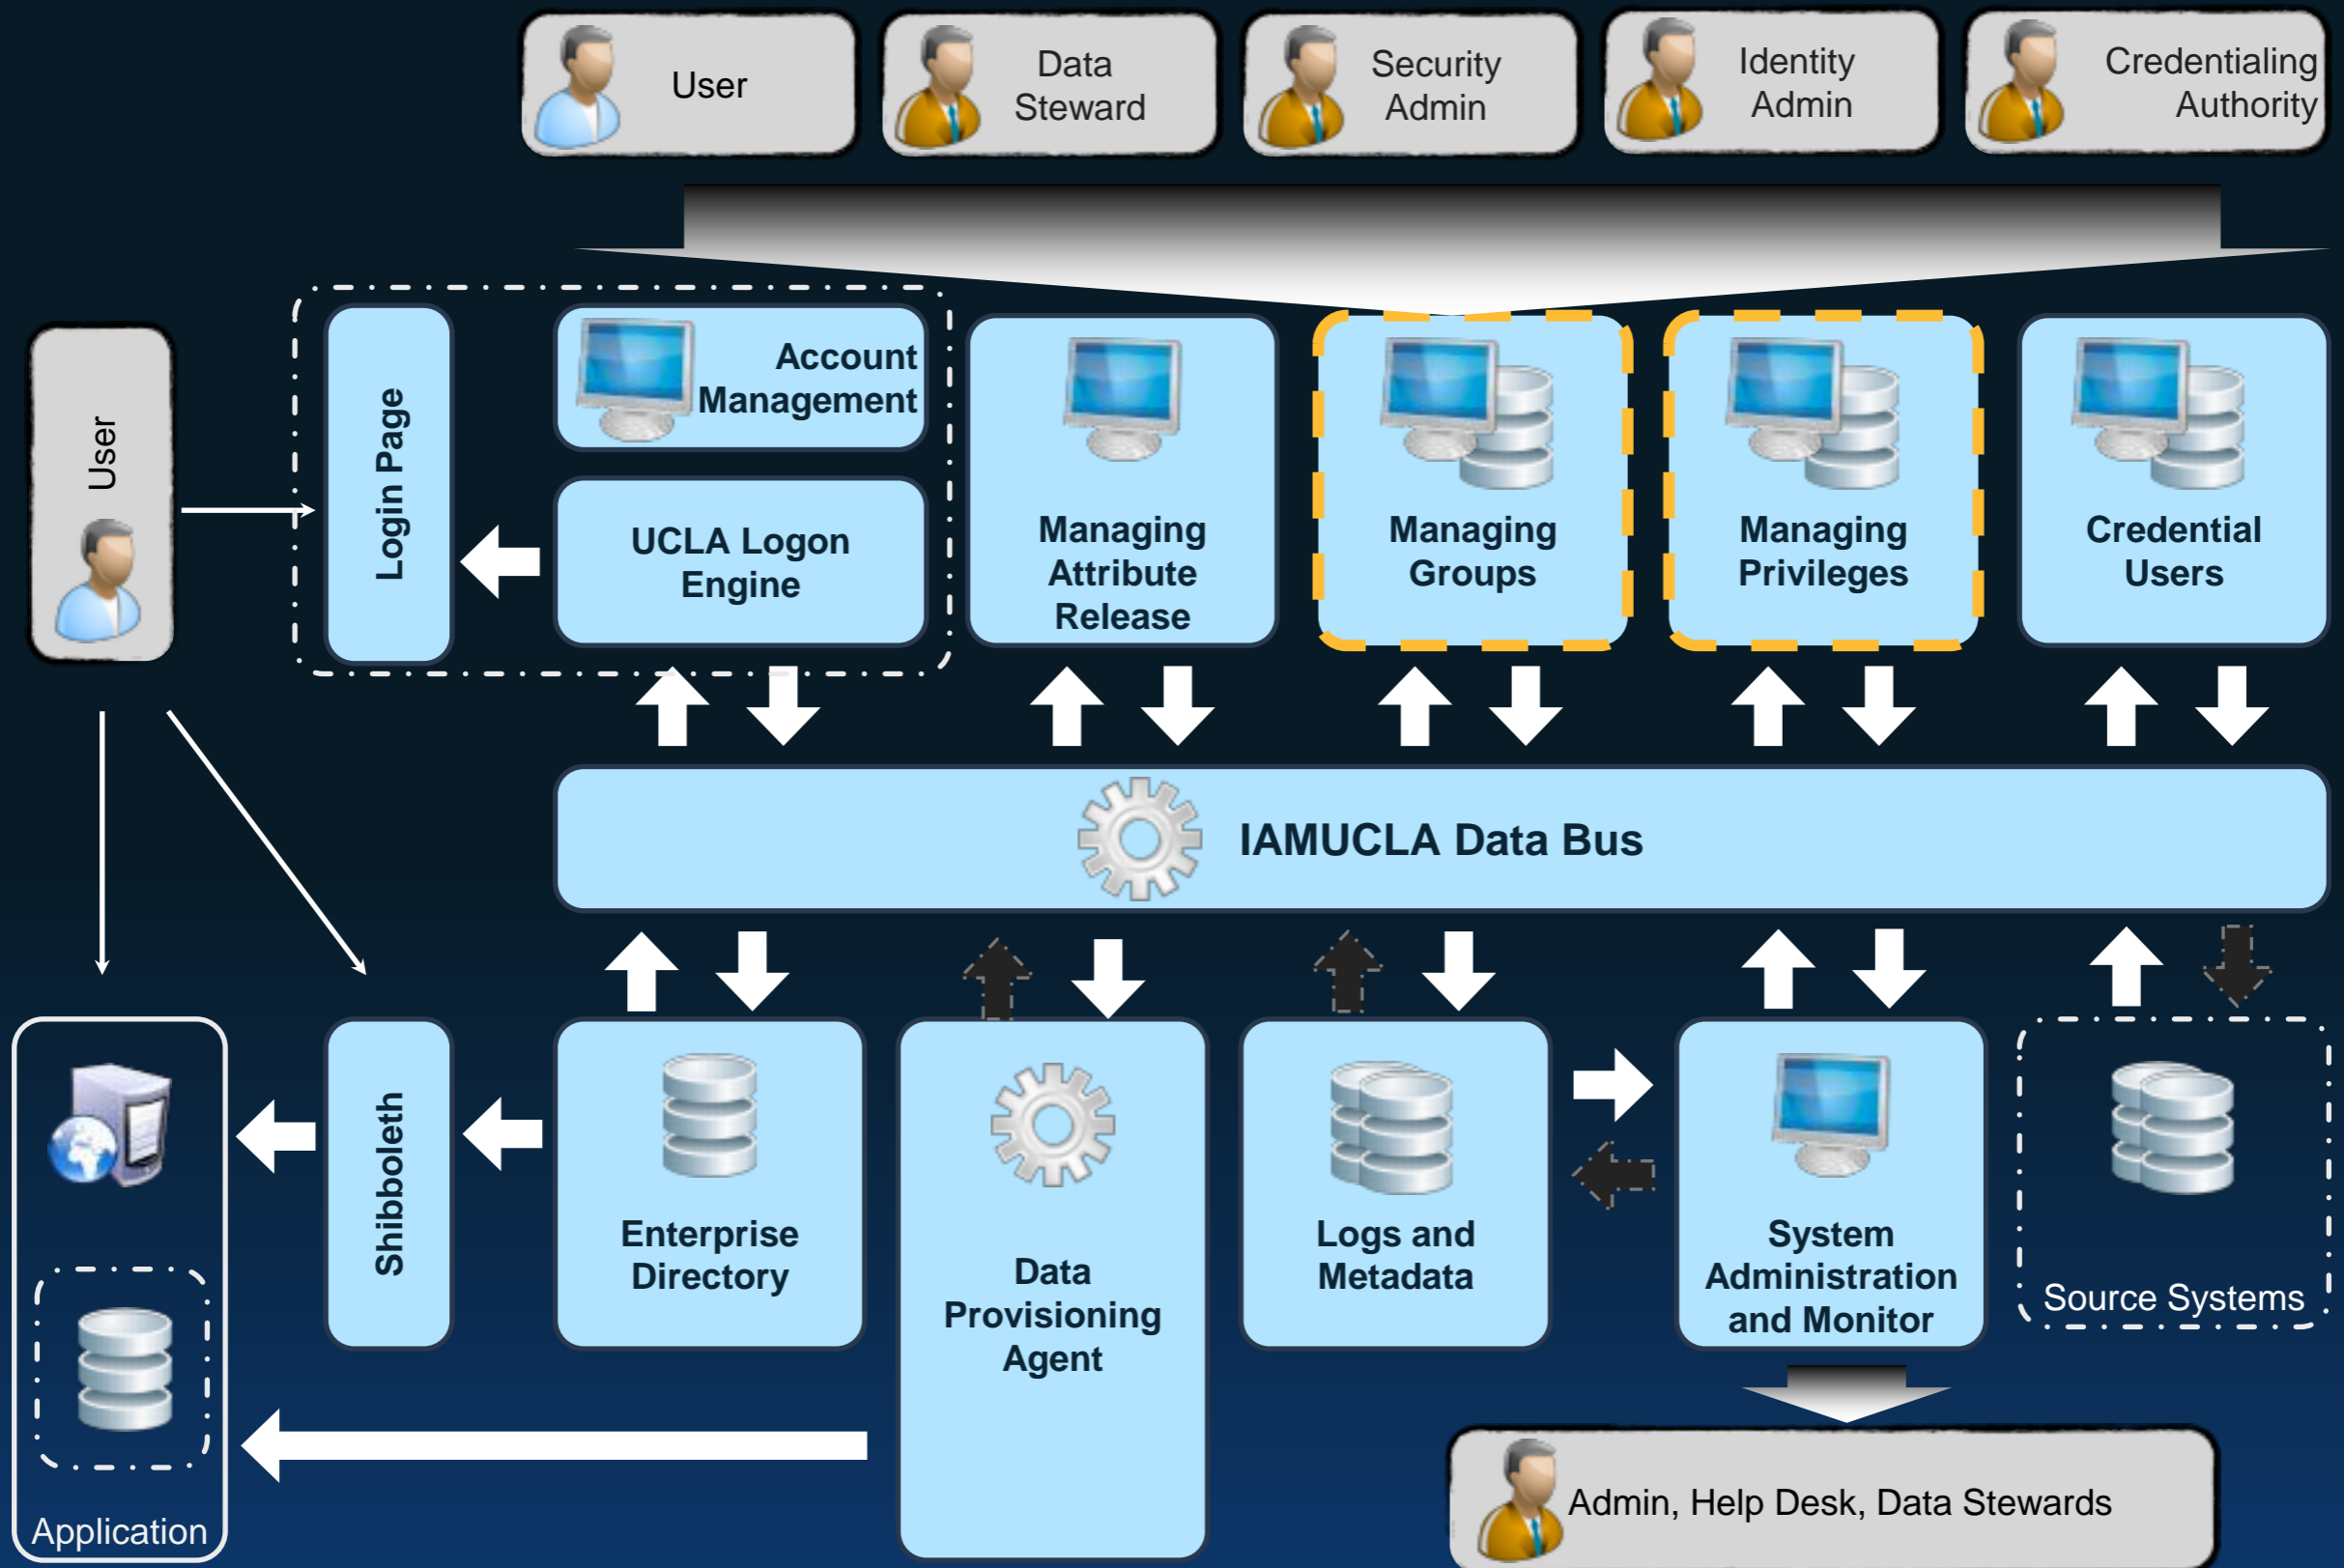 User
Data
Steward
Security
Admin
Identity
Admin
Credentialing
Authority
User
Login Page
Account
Management
UCLA Logon
Engine
Managing
Attribute
Release
Managing
Groups
Managing
Privileges
Credential
Users
IAMUCLA Data Bus
Application
Shibboleth
Enterprise
Directory
Data
Provisioning
Agent
Logs and
Metadata
System
Administration
and Monitor
Source Systems
Admin, Help Desk, Data Stewards